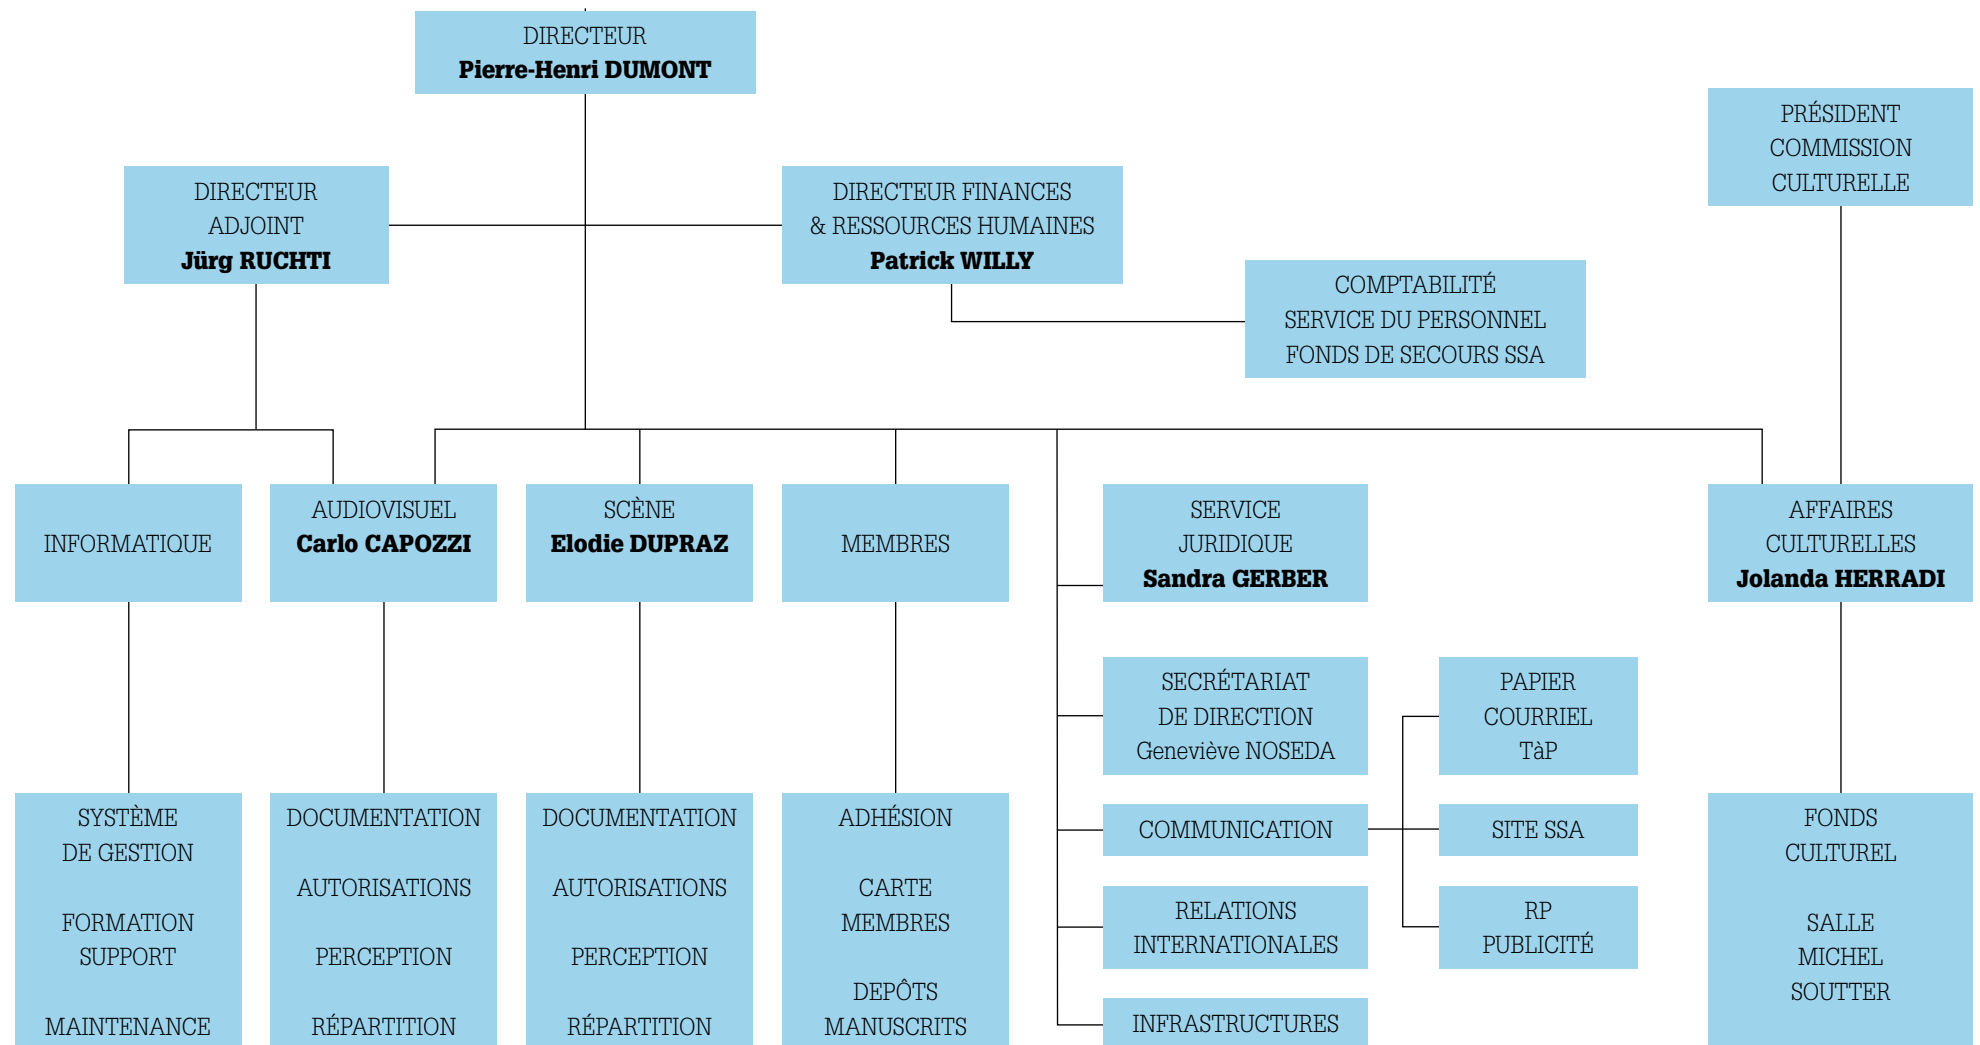 DIRECTEUR
Pierre-Henri DUMONT
PRÉSIDENT
COMMISSION
CULTURELLE
DIRECTEUR
ADJOINT
Jürg RUCHTI
DIRECTEUR FINANCES
& RESSOURCES HUMAINES
Patrick WILLY
COMPTABILITÉ
SERVICE DU PERSONNEL
FONDS DE SECOURS SSA
INFORMATIQUE
AUDIOVISUEL
Carlo CAPOZZI
SCÈNE
Elodie DUPRAZ
MEMBRES
SERVICE
JURIDIQUE
Sandra GERBER
AFFAIRES
CULTURELLES
Jolanda HERRADI
SECRÉTARIAT
DE DIRECTION
Geneviève NOSEDA
PAPIER
COURRIEL
TàP
SYSTÈME
DE GESTION
FORMATION
SUPPORT
MAINTENANCE
DOCUMENTATION
AUTORISATIONS
PERCEPTION
RÉPARTITION
DOCUMENTATION
AUTORISATIONS
PERCEPTION
RÉPARTITION
ADHÉSION
CARTE
MEMBRES
DEPÔTS
MANUSCRITS
COMMUNICATION
SITE SSA
RELATIONS
INTERNATIONALES
RP
PUBLICITÉ
INFRASTRUCTURES
FONDS
CULTUREL
SALLE
MICHEL
SOUTTER